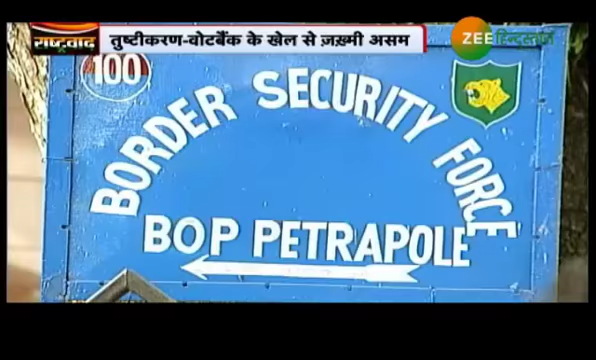 राष्ट्रवाद
तुष्टीकरण-वोटबैंक के खेल से ज़ख़्मी असम
ZEE हिन्दुस्तान
100
BORDER SECURITY FORCE
BOP PETRAPOLE